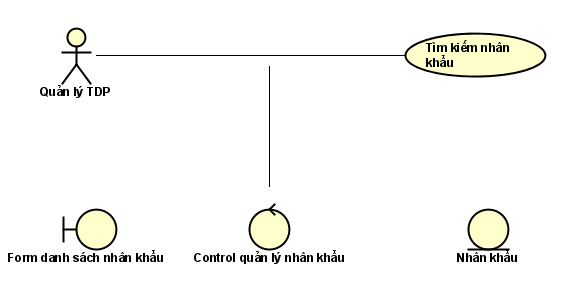 Tìm kiếm nhân
khẩu
Quản lý TDP
Form danh sách nhân khẩu
Control quản lý nhân khẩu
Nhân khẩu